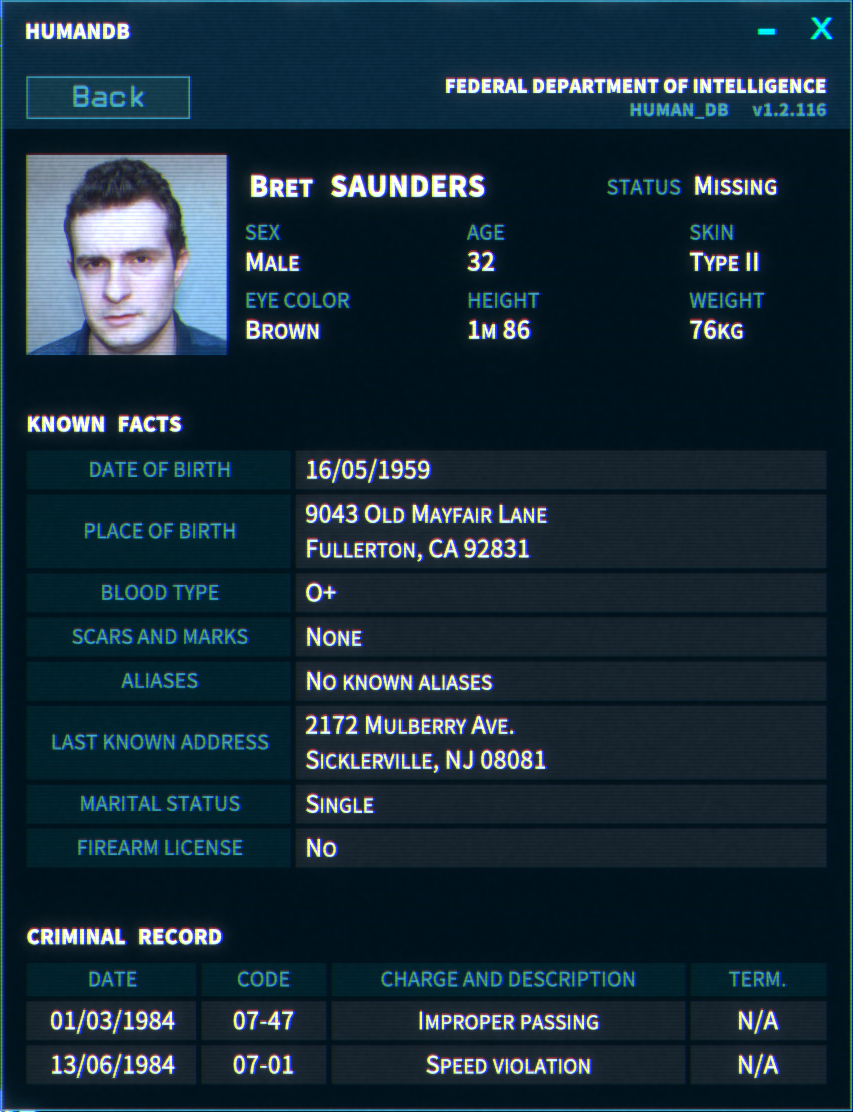 HUMANDB
– X
Back
FEDERAL DEPARTMENT OF INTELLIGENCE
HUMAN_DB v1.2.116
BRET SAUNDERS
STATUS MISSING
SEX AGE SKIN
MALE 32 TYPE II
EYE COLOR HEIGHT WEIGHT
BROWN 1M 86 76KG
KNOWN FACTS
DATE OF BIRTH 16/05/1959
PLACE OF BIRTH 9043 OLD MAYFAIR LANE
FULLERTON, CA 92831
BLOOD TYPE O+
SCARS AND MARKS NONE
ALIASES NO KNOWN ALIASES
LAST KNOWN ADDRESS 2172 MULBERRY AVE.
SICKLERVILLE, NJ 08081
MARITAL STATUS SINGLE
FIREARM LICENSE NO
CRIMINAL RECORD
DATE CODE CHARGE AND DESCRIPTION TERM.
01/03/1984 07-47 IMPROPER PASSING N/A
13/06/1984 07-01 SPEED VIOLATION N/A